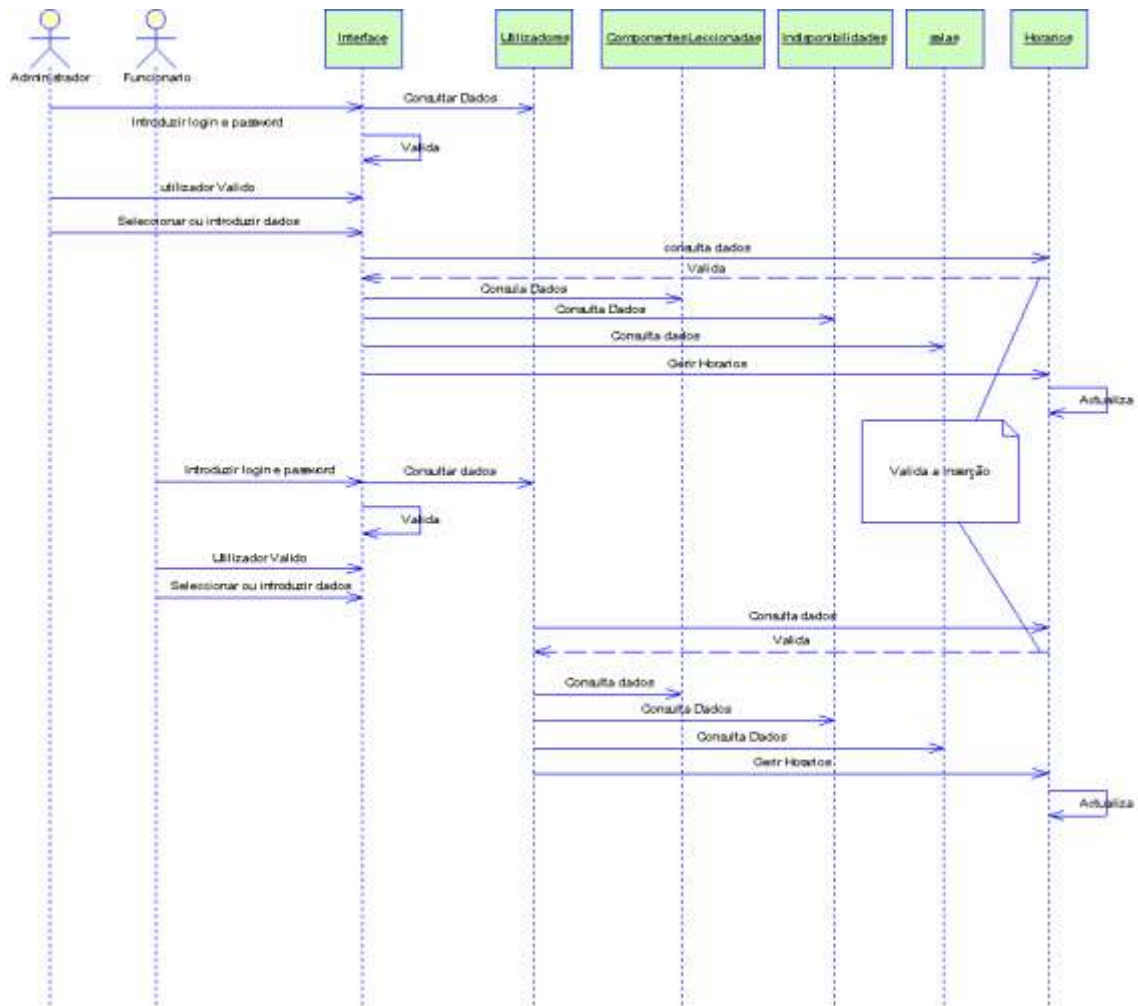 Administrador
Funcionario
Interface
Utilizadores
ComponentesLeccionadas
Indisponibilidades
salas
Horarios
Consultar Dados
Introduzir login e password
Valida
utilizador Valido
Seleccionar ou introduzir dados
consulta dados
Valida
Consula Dados
Consulta Dados
Consulta dados
Gerir Horarios
Actualiza
Valida a Inserção
Introduzir login e password
Consultar dados
Valida
Utilizador Valido
Seleccionar ou introduzir dados
Consulta dados
Valida
Consulta dados
Consulta Dados
Consulta Dados
Gerir Horarios
Actualiza